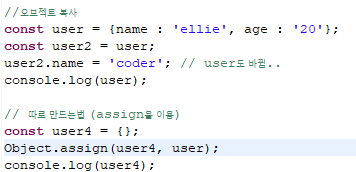 //오브젝트 복사
const user = {name : 'ellie', age : '20'};
const user2 = user;
user2.name = 'coder'; // user도 바뀜..
console.log(user);
// 따로 만드는법 (assign을 이용)
const user4 = {};
Object.assign(user4, user);
console.log(user4);